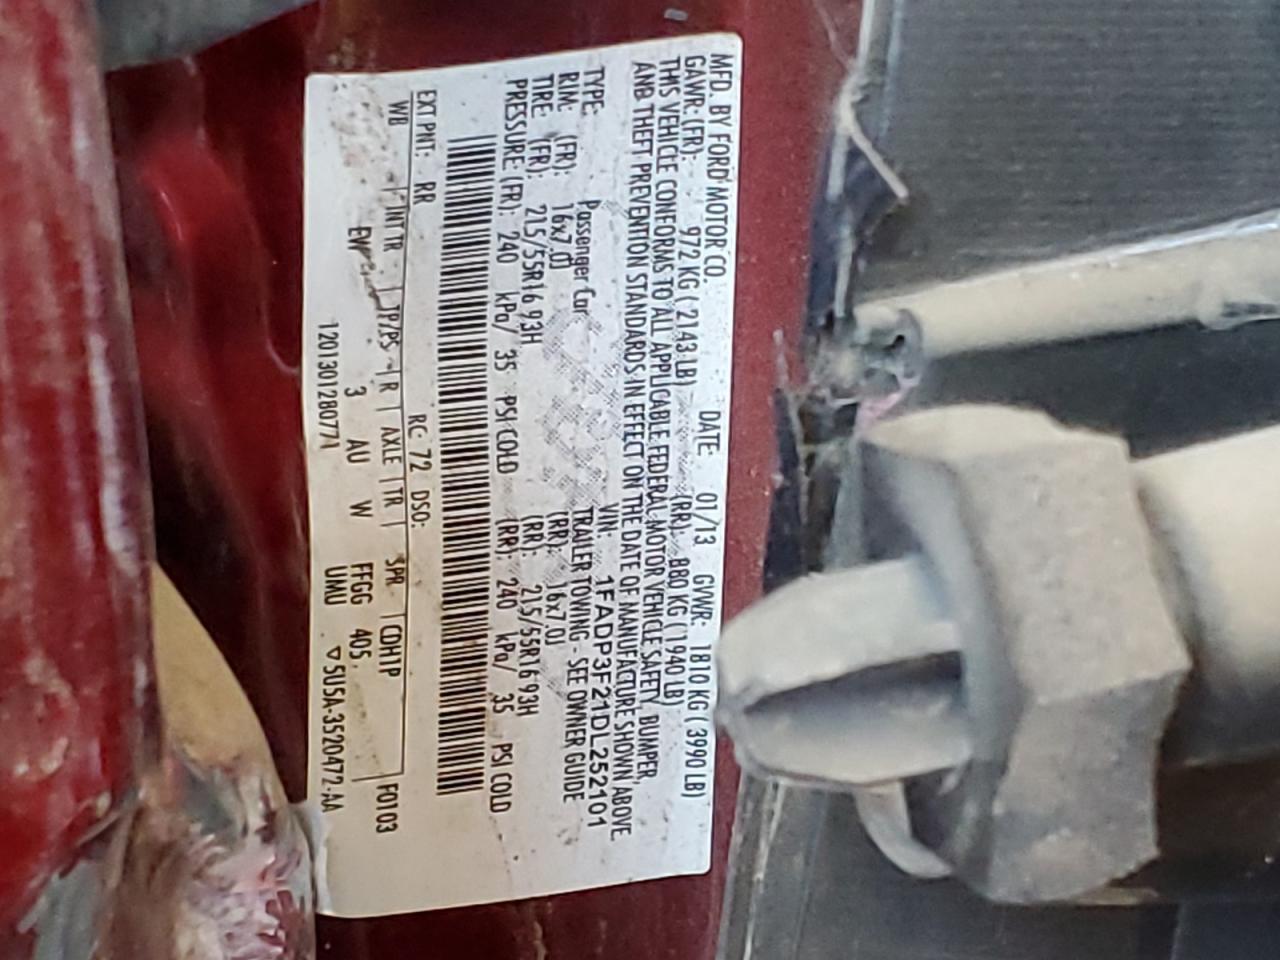 MFD. BY FORD MOTOR CO.
DATE: 01/13 GVWR: 1810 KG ( 3990 LB)
GAWR: (FR): 972 KG ( 2143 LB) (RR): 880 KG ( 1940 LB)
THIS VEHICLE CONFORMS TO ALL APPLICABLE FEDERAL MOTOR VEHICLE SAFETY, BUMPER,
AND THEFT PREVENTION STANDARDS IN EFFECT ON THE DATE OF MANUFACTURE SHOWN ABOVE.
VIN: 1FADP3F21DL252101
TYPE: Passenger Car TRAILER TOWING - SEE OWNER GUIDE
RIM: (FR): 16x7.0J (RR): 16x7.0J
TIRE: (FR): 215/55R16 93H (RR): 215/55R16 93H
PRESSURE: (FR): 240 kPa/ 35 PSI COLD (RR): 240 kPa/ 35 PSI COLD
EXT PNT: RR RC: 72 DSO: F0103
WB INT TR TP/PS R AXLE TR SPR CDH1P
EW 3 AU W FFGG 405,
1201301280771 UMU ▽5U5A-3520472-AA